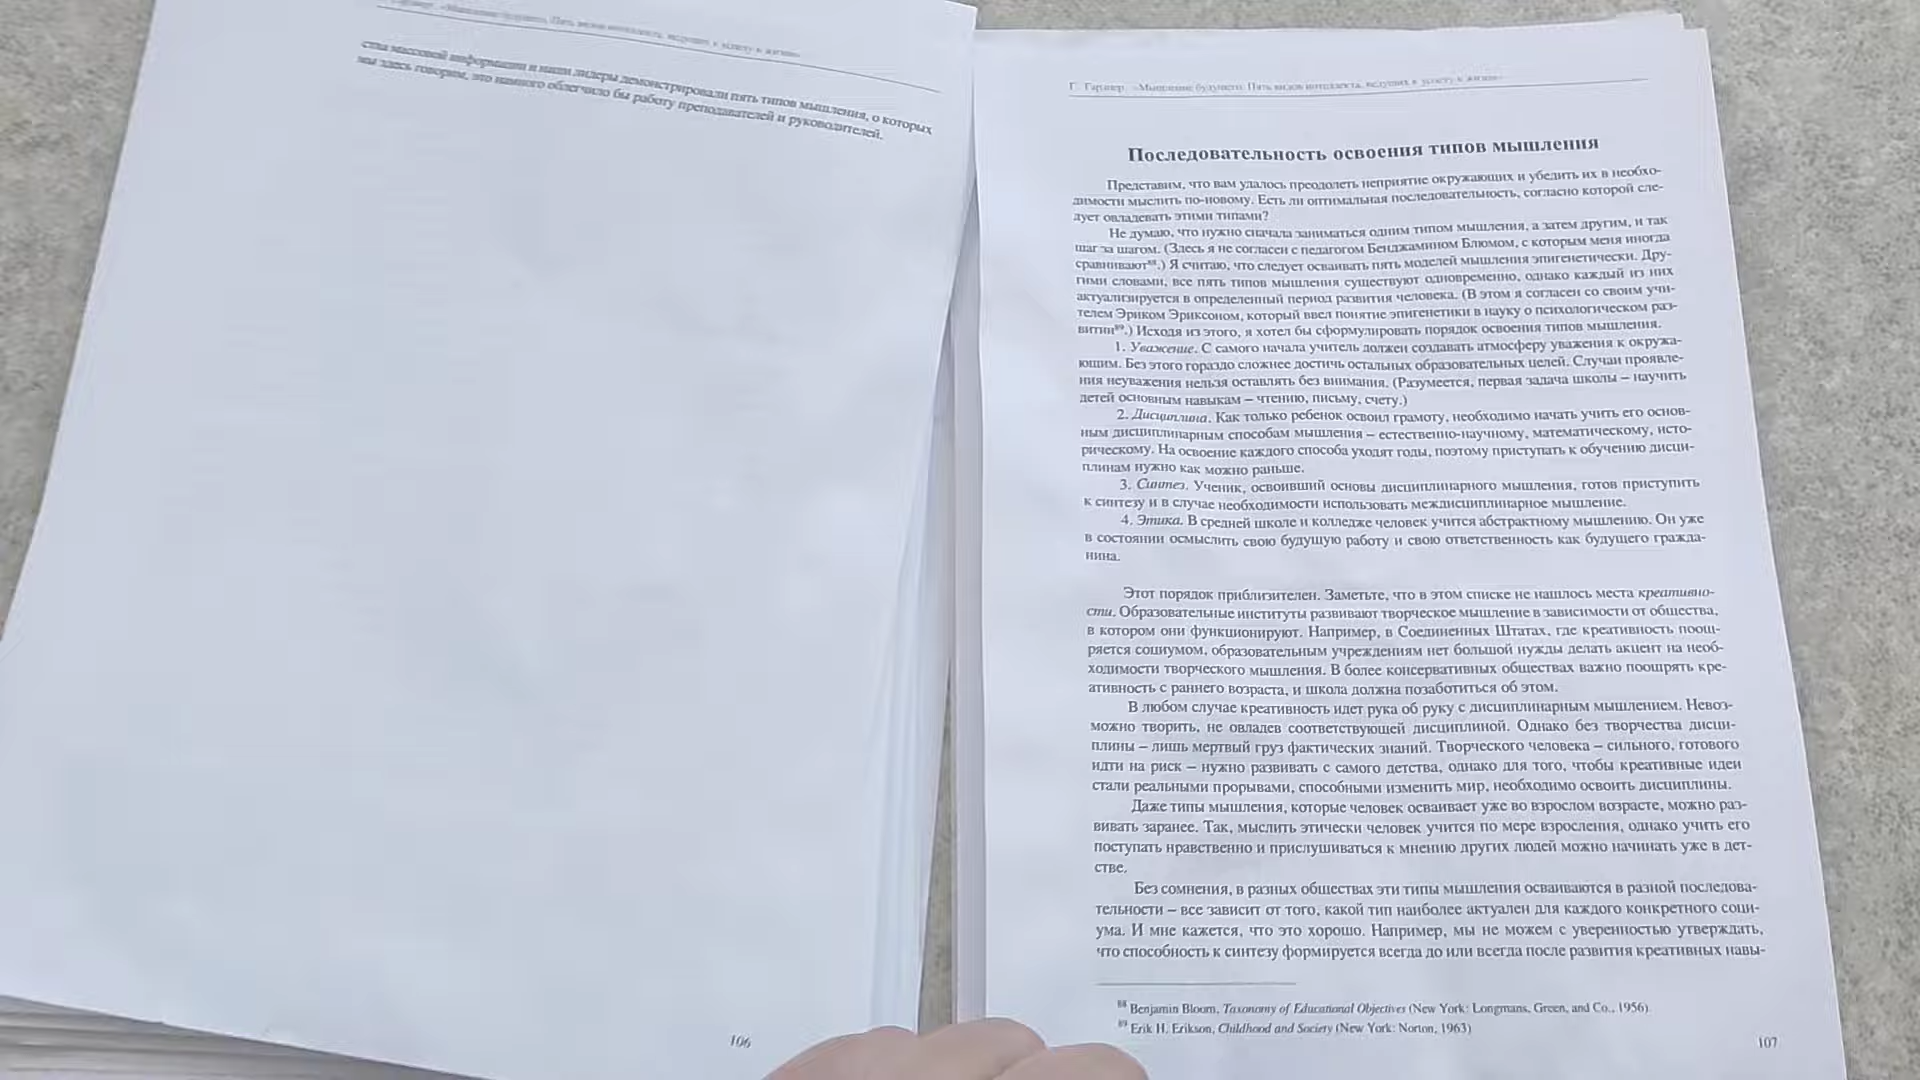 Гарднер. «Мышление будущего. Пять видов интеллекта, ведущих к успеху в жизни»
ства массовой информации и наши лидеры демонстрировали пять типов мышления, о которых
мы здесь говорим, это намного облегчило бы работу преподавателей и руководителей.
106
Г. Гарднер. «Мышление будущего. Пять видов интеллекта, ведущих к успеху в жизни»
Последовательность освоения типов мышления
Представим, что вам удалось преодолеть неприятие окружающих и убедить их в необхо-
димости мыслить по-новому. Есть ли оптимальная последовательность, согласно которой сле-
дует овладевать этими типами?
Не думаю, что нужно сначала заниматься одним типом мышления, а затем другим, и так
шаг за шагом. (Здесь я не согласен с педагогом Бенджамином Блюмом, с которым меня иногда
сравнивают⁸⁸.) Я считаю, что следует осваивать пять моделей мышления эпигенетически. Дру-
гими словами, все пять типов мышления существуют одновременно, однако каждый из них
актуализируется в определенный период развития человека. (В этом я согласен со своим учи-
телем Эриком Эриксоном, который ввел понятие эпигенетики в науку о психологическом раз-
витии⁸⁹.) Исходя из этого, я хотел бы сформулировать порядок освоения типов мышления.
1. Уважение. С самого начала учитель должен создавать атмосферу уважения к окружа-
ющим. Без этого гораздо сложнее достичь остальных образовательных целей. Случаи проявле-
ния неуважения нельзя оставлять без внимания. (Разумеется, первая задача школы – научить
детей основным навыкам – чтению, письму, счету.)
2. Дисциплина. Как только ребенок освоил грамоту, необходимо начать учить его основ-
ным дисциплинарным способам мышления – естественно-научному, математическому, исто-
рическому. На освоение каждого способа уходят годы, поэтому приступать к обучению дисци-
плинам нужно как можно раньше.
3. Синтез. Ученик, освоивший основы дисциплинарного мышления, готов приступить
к синтезу и в случае необходимости использовать междисциплинарное мышление.
4. Этика. В средней школе и колледже человек учится абстрактному мышлению. Он уже
в состоянии осмыслить свою будущую работу и свою ответственность как будущего гражда-
нина.
Этот порядок приблизителен. Заметьте, что в этом списке не нашлось места креативно-
сти. Образовательные институты развивают творческое мышление в зависимости от общества,
в котором они функционируют. Например, в Соединенных Штатах, где креативность поощ-
ряется социумом, образовательным учреждениям нет большой нужды делать акцент на необ-
ходимости творческого мышления. В более консервативных обществах важно поощрять кре-
ативность с раннего возраста, и школа должна позаботиться об этом.
В любом случае креативность идет рука об руку с дисциплинарным мышлением. Невоз-
можно творить, не овладев соответствующей дисциплиной. Однако без творчества дисци-
плины – лишь мертвый груз фактических знаний. Творческого человека – сильного, готового
идти на риск – нужно развивать с самого детства, однако для того, чтобы креативные идеи
стали реальными прорывами, способными изменить мир, необходимо освоить дисциплины.
Даже типы мышления, которые человек осваивает уже во взрослом возрасте, можно раз-
вивать заранее. Так, мыслить этически человек учится по мере взросления, однако учить его
поступать нравственно и прислушиваться к мнению других людей можно начинать уже в дет-
стве.
Без сомнения, в разных обществах эти типы мышления осваиваются в разной последова-
тельности – все зависит от того, какой тип наиболее актуален для каждого конкретного соци-
ума. И мне кажется, что это хорошо. Например, мы не можем с уверенностью утверждать,
что способность к синтезу формируется всегда до или всегда после развития креативных навы-
⁸⁸ Benjamin Bloom, Taxonomy of Educational Objectives (New York: Longmans, Green, and Co., 1956).
⁸⁹ Erik H. Erikson, Childhood and Society (New York: Norton, 1963)
107